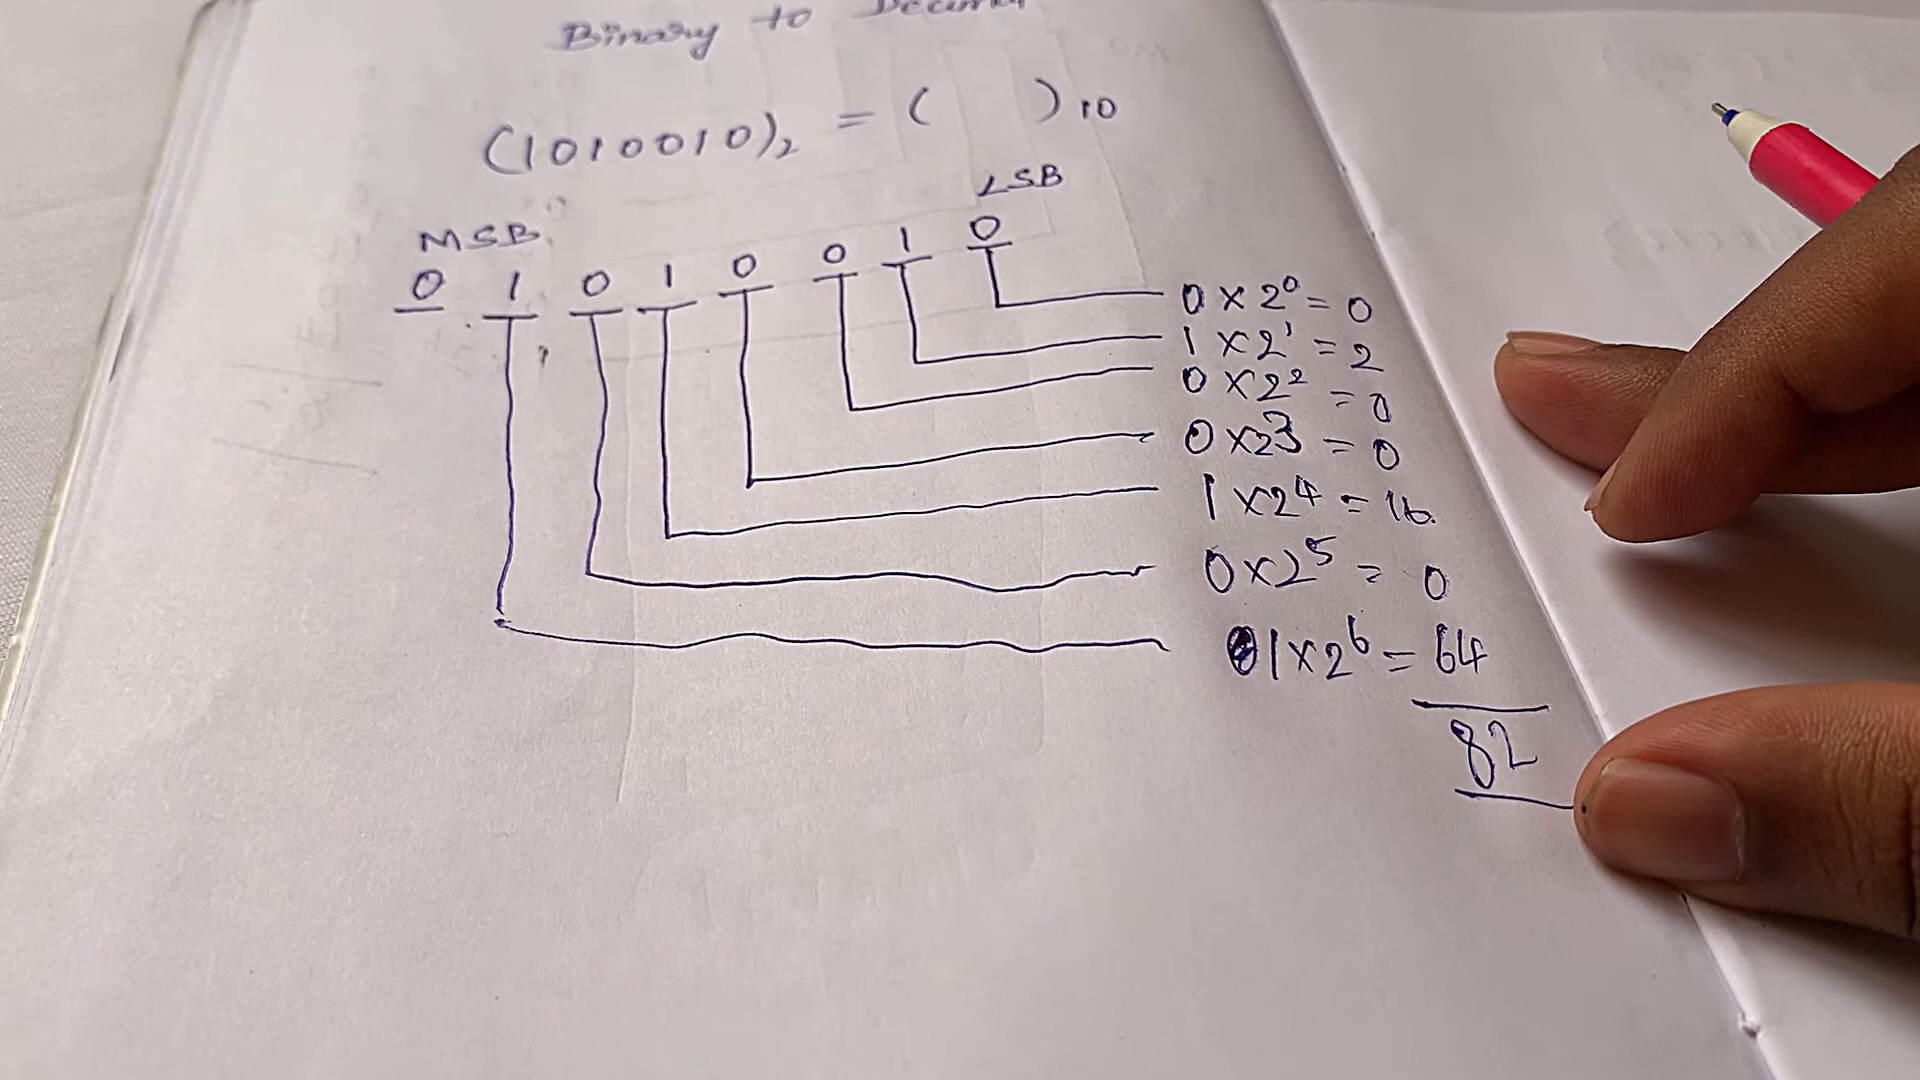 Binary to Decimal
(1010010)₂ = ( )₁₀
LSB
MSB
0 1 0 1 0 0 1 0
0 x 2⁰ = 0
1 x 2¹ = 2
0 x 2² = 0
0 x 2³ = 0
1 x 2⁴ = 16.
0 x 2⁵ = 0
1 x 2⁶ = 64
82